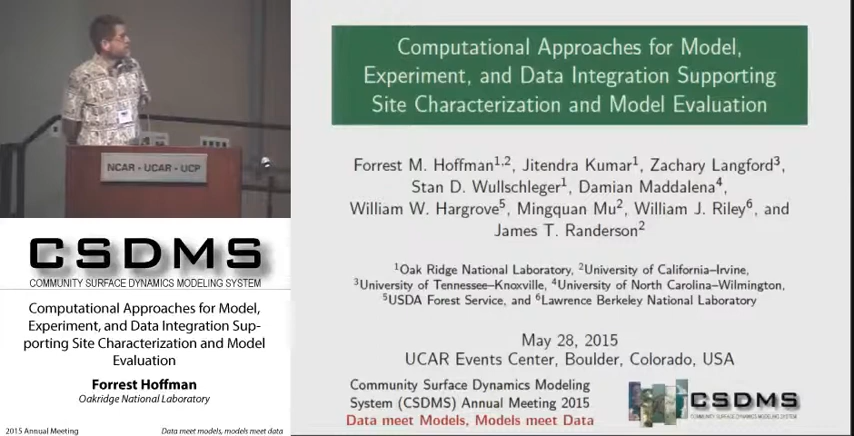 NCAR • UCAR • UCP
CSDMS
COMMUNITY SURFACE DYNAMICS MODELING SYSTEM
Computational Approaches for Model,
Experiment, and Data Integration Sup-
porting Site Characterization and Model
Evaluation
Forrest Hoffman
Oakridge National Laboratory
2015 Annual Meeting
Data meet models, models meet data
Computational Approaches for Model,
Experiment, and Data Integration Supporting
Site Characterization and Model Evaluation
Forrest M. Hoffman1,2, Jitendra Kumar1, Zachary Langford3,
Stan D. Wullschleger1, Damian Maddalena4,
William W. Hargrove5, Mingquan Mu2, William J. Riley6, and
James T. Randerson2
1Oak Ridge National Laboratory, 2University of California–Irvine,
3University of Tennessee–Knoxville, 4University of North Carolina–Wilmington,
5USDA Forest Service, and 6Lawrence Berkeley National Laboratory
May 28, 2015
UCAR Events Center, Boulder, Colorado, USA
Community Surface Dynamics Modeling
System (CSDMS) Annual Meeting 2015
Data meet Models, Models meet Data
CSDMS
COMMUNITY SURFACE DYNAMICS MODELING SYSTEM